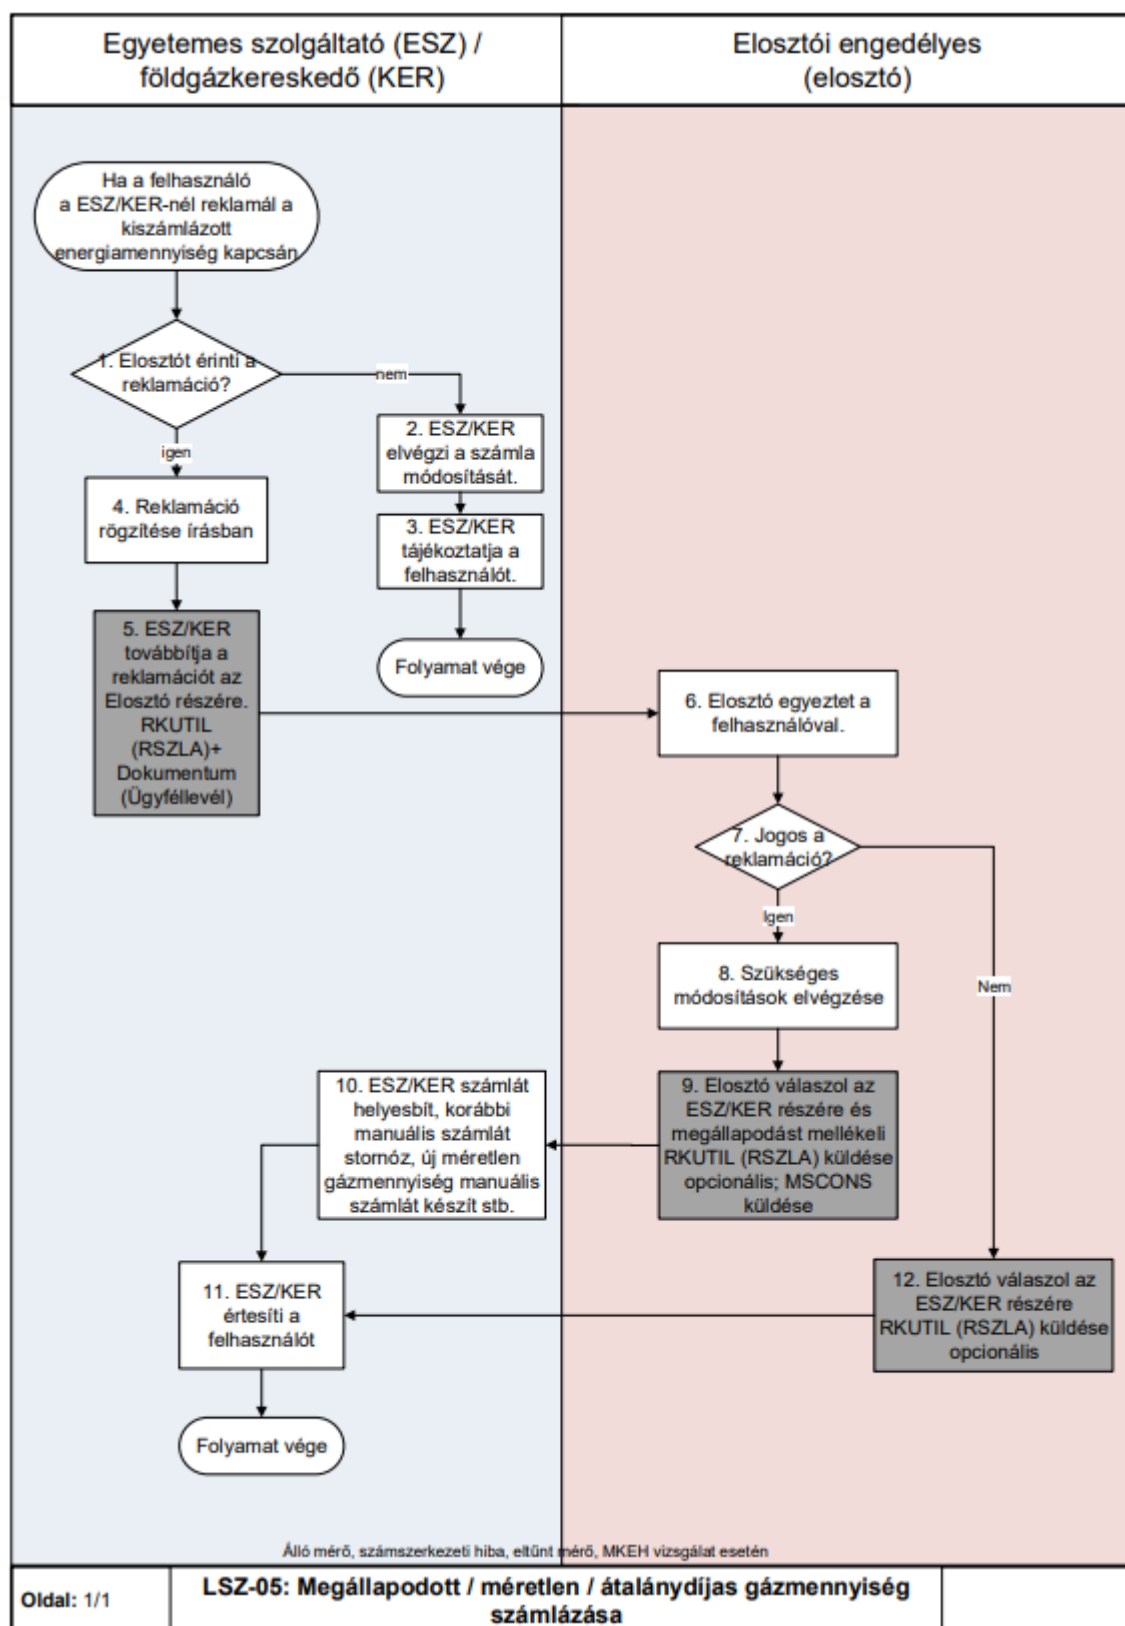 Egyetemes szolgáltató (ESZ) /
földgázkereskedő (KER)
Elosztói engedélyes
(elosztó)
Ha a felhasználó
a ESZ/KER-nél reklamál a
kiszámlázott
energiamennyiség kapcsán
1. Elosztót érinti a
reklamáció?
nem
igen
2. ESZ/KER
elvégzi a számla
módosítását.
4. Reklamáció
rögzítése írásban
3. ESZ/KER
tájékoztatja a
felhasználót.
5. ESZ/KER
továbbítja a
reklamációt az
Elosztó részére.
RKUTIL
(RSZLA)+
Dokumentum
(Ügyféllevél)
Folyamat vége
6. Elosztó egyeztet a
felhasználóval.
7. Jogos a
reklamáció?
Igen
Nem
8. Szükséges
módosítások elvégzése
9. Elosztó válaszol az
ESZ/KER részére és
megállapodást mellékeli
RKUTIL (RSZLA) küldése
opcionális; MSCONS
küldése
10. ESZ/KER számlát
helyesbít, korábbi
manuális számlát
stornóz, új méretlen
gázmennyiség manuális
számlát készít stb.
11. ESZ/KER
értesíti a
felhasználót
12. Elosztó válaszol az
ESZ/KER részére
RKUTIL (RSZLA) küldése
opcionális
Folyamat vége
Álló mérő, számszerkezeti hiba, eltűnt mérő, MKEH vizsgálat esetén
Oldal: 1/1
LSZ-05: Megállapodott / méretlen / átalánydíjas gázmennyiség
számlázása